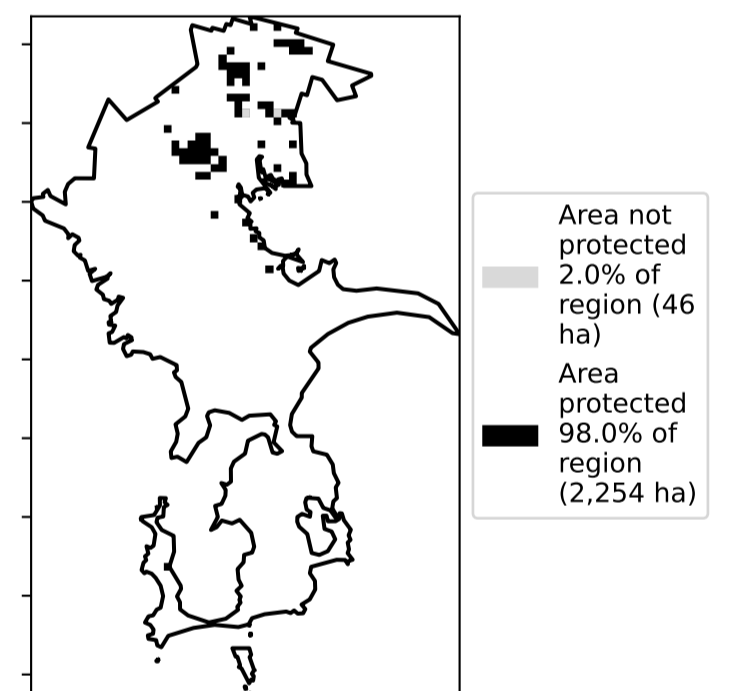 Area not
protected
2.0% of
region (46
ha)
Area
protected
98.0% of
region
(2,254 ha)